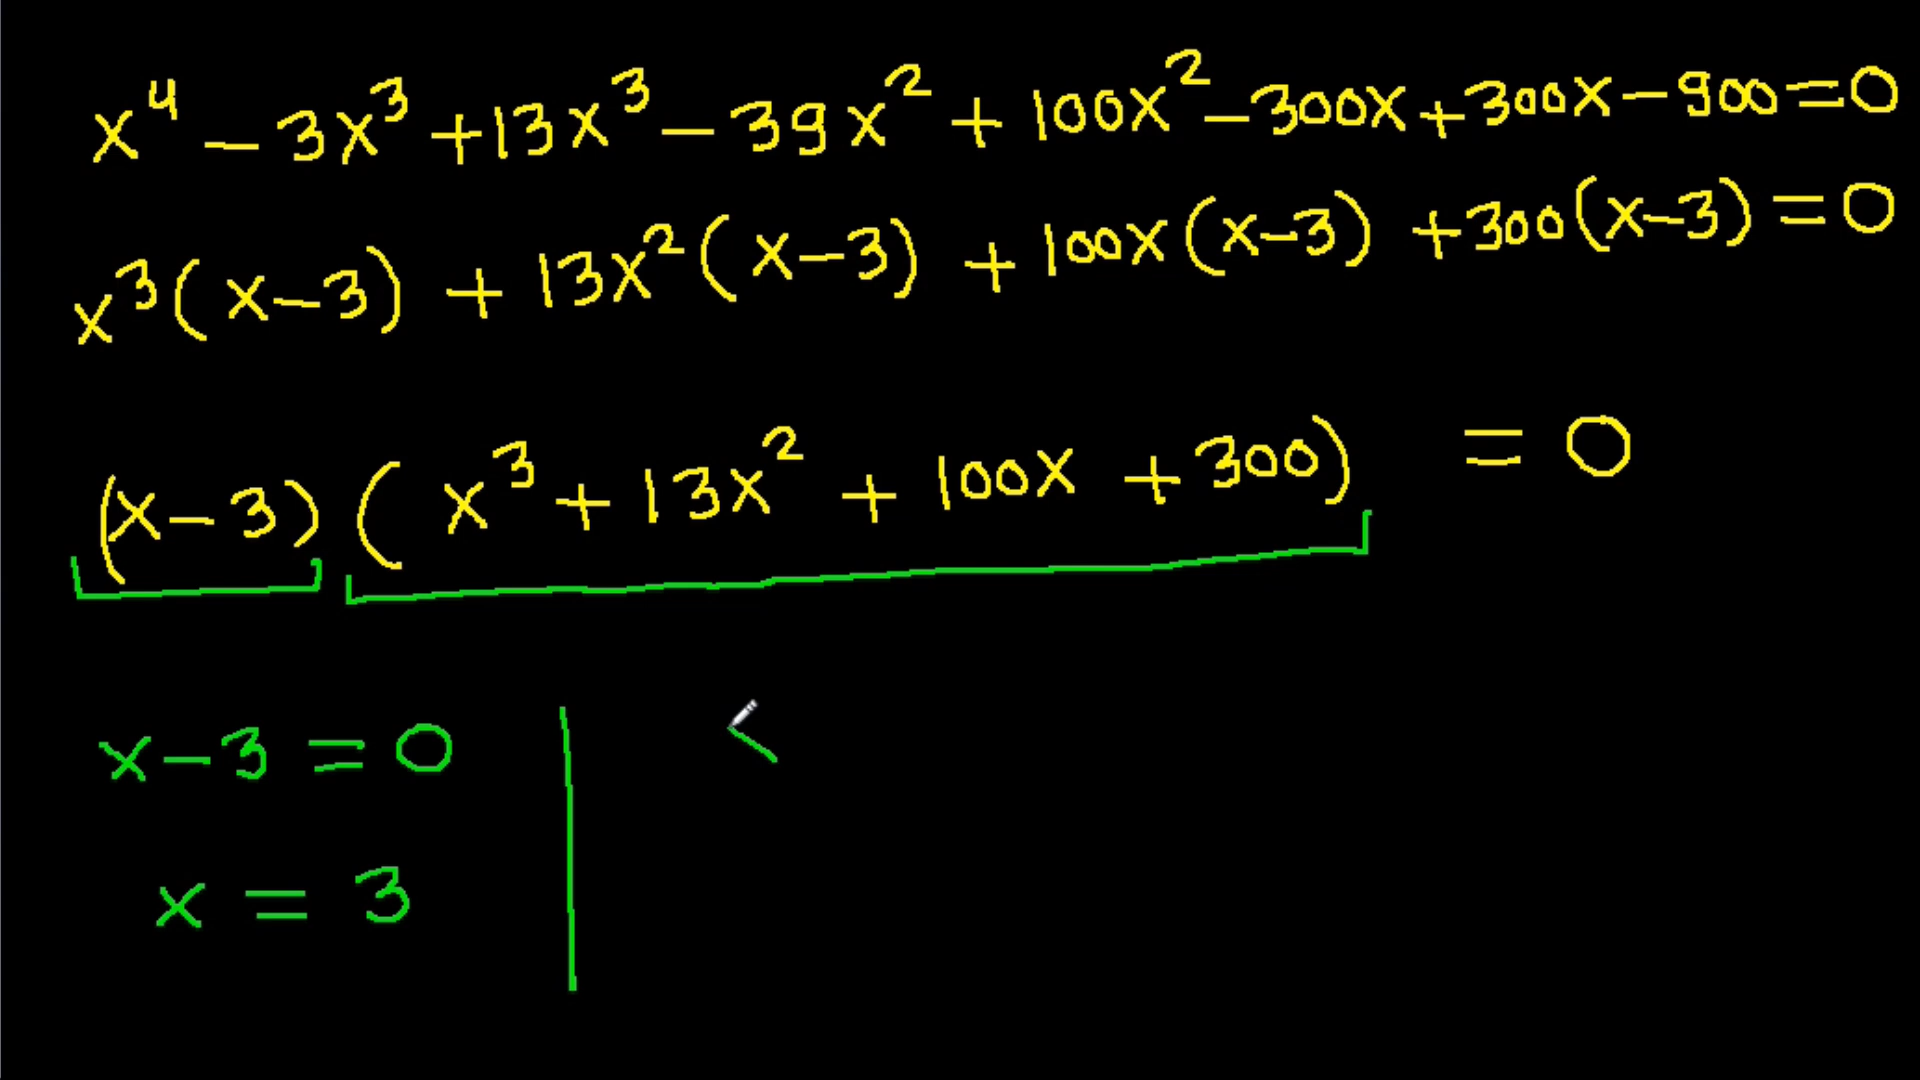 x⁴ − 3x³ + 13x³ − 39x² + 100x² − 300x + 300x − 900 = 0
x³(x−3) + 13x²(x−3) + 100x(x−3) + 300(x−3) = 0
(x−3)(x³ + 13x² + 100x + 300) = 0
x−3 = 0
x = 3